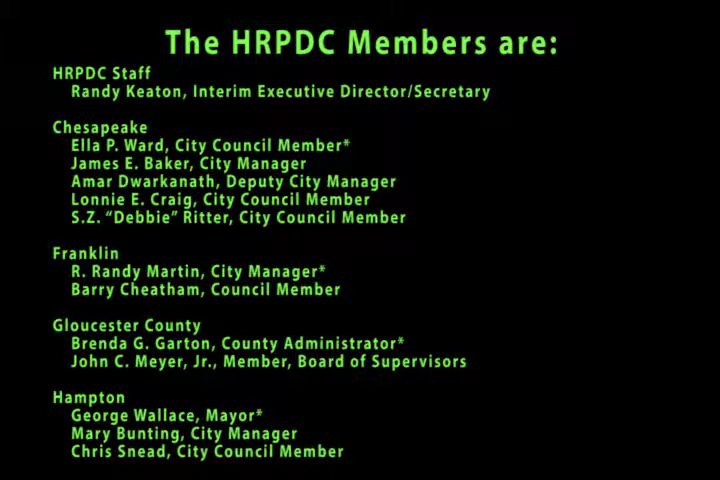 The HRPDC Members are:
HRPDC Staff
Randy Keaton, Interim Executive Director/Secretary
Chesapeake
Ella P. Ward, City Council Member*
James E. Baker, City Manager
Amar Dwarkanath, Deputy City Manager
Lonnie E. Craig, City Council Member
S.Z. “Debbie” Ritter, City Council Member
Franklin
R. Randy Martin, City Manager*
Barry Cheatham, Council Member
Gloucester County
Brenda G. Garton, County Administrator*
John C. Meyer, Jr., Member, Board of Supervisors
Hampton
George Wallace, Mayor*
Mary Bunting, City Manager
Chris Snead, City Council Member